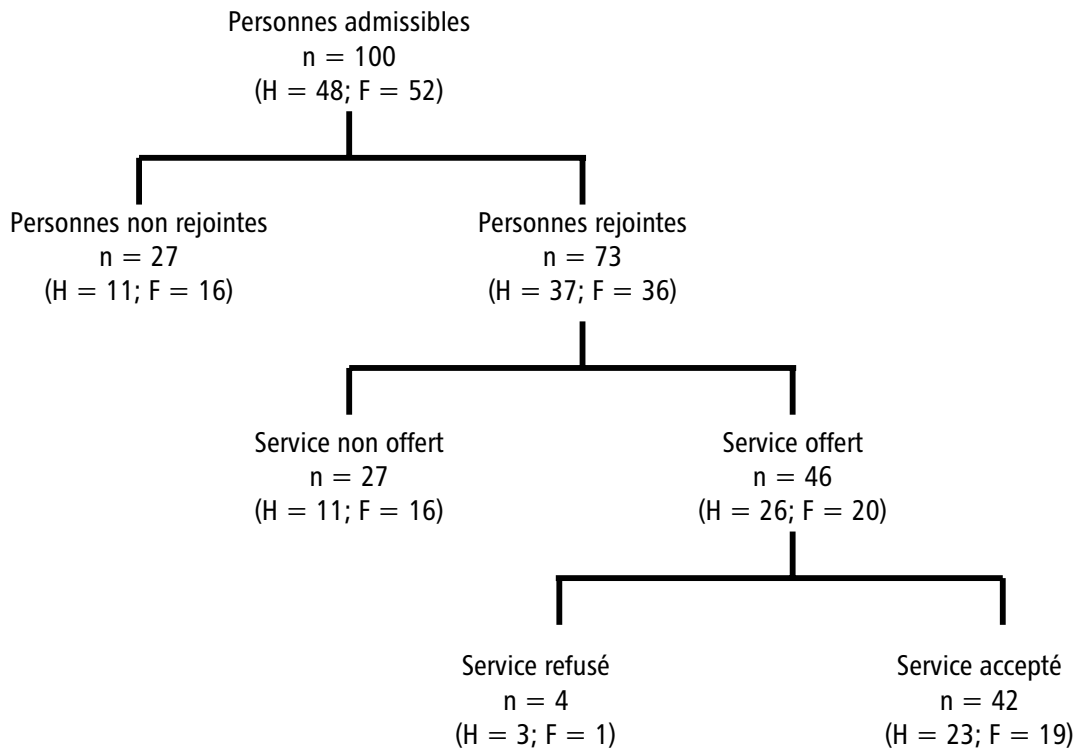 Personnes admissibles
n = 100
(H = 48; F = 52)
Personnes non rejointes
n = 27
(H = 11; F = 16)
Personnes rejointes
n = 73
(H = 37; F = 36)
Service non offert
n = 27
(H = 11; F = 16)
Service offert
n = 46
(H = 26; F = 20)
Service refusé
n = 4
(H = 3; F = 1)
Service accepté
n = 42
(H = 23; F = 19)